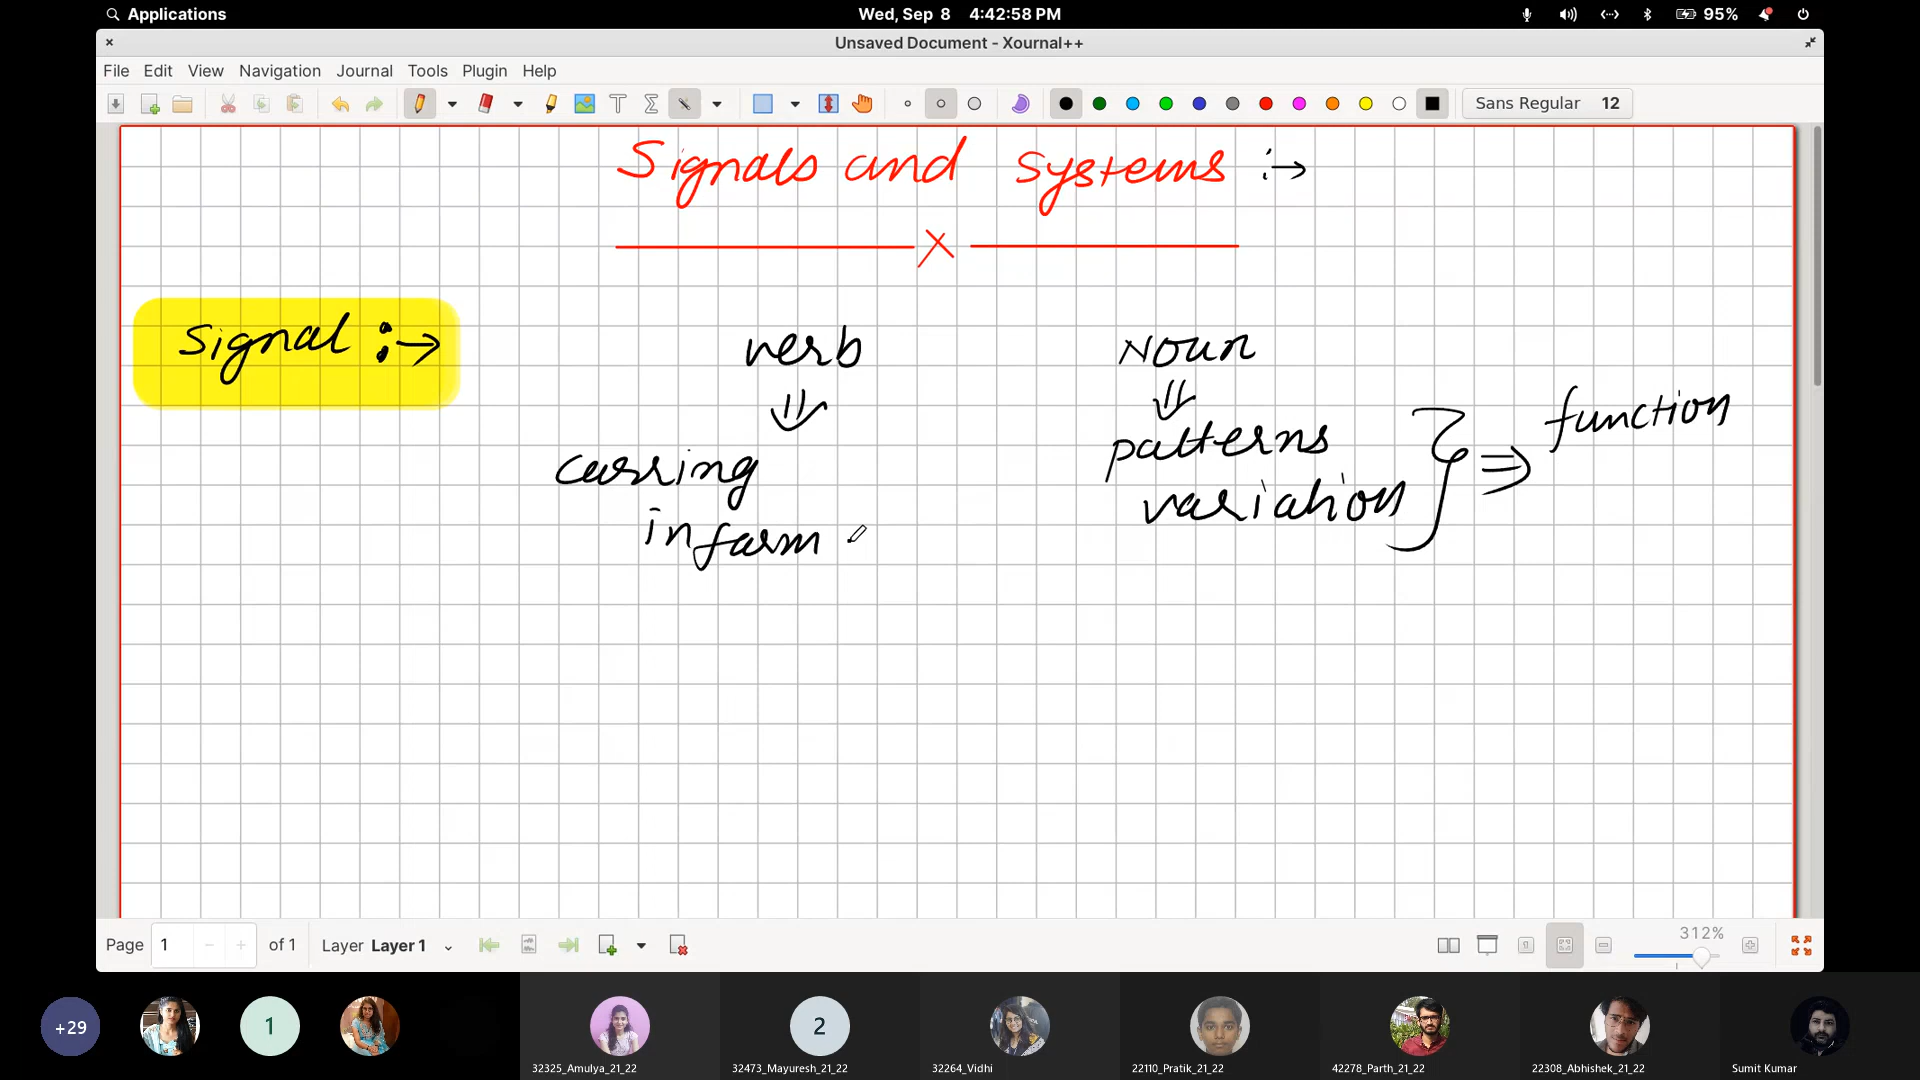 Applications
Wed, Sep 8 4:42:58 PM
95%
Unsaved Document - Xournal++
File Edit View Navigation Journal Tools Plugin Help
Sans Regular 12
Signals and Systems :→
X
Signal :→
verb
Noun
⇓
⇓
patterns
variation
} ⇒ function
carring
inform
Page 1 of 1 Layer Layer 1
312%
+29
1
2
32325_Amulya_21_22
32473_Mayuresh_21_22
32264_Vidhi
22110_Pratik_21_22
42278_Parth_21_22
22308_Abhishek_21_22
Sumit Kumar